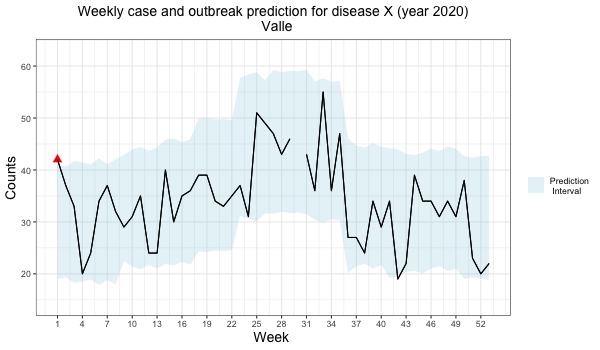 Weekly case and outbreak prediction for disease X (year 2020)
Valle
Counts
60
50
40
30
20
1 4 7 10 13 16 19 22 25 28 31 34 37 40 43 46 49 52
Week
Prediction
Interval